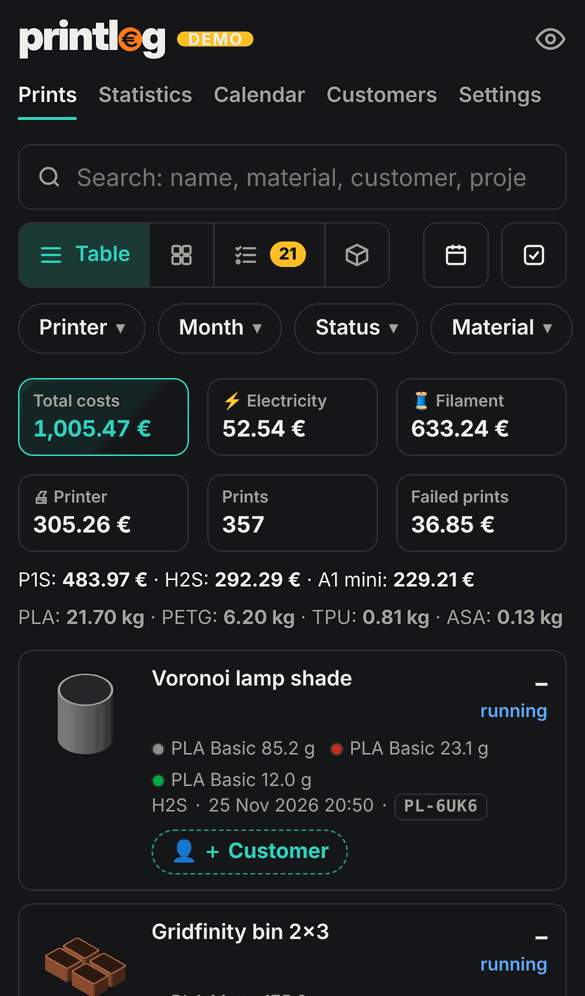 printlog DEMO
Prints Statistics Calendar Customers Settings
Search: name, material, customer, proje
Table 21
Printer ▾ Month ▾ Status ▾ Material ▾
Total costs
1,005.47 €
⚡ Electricity
52.54 €
🧵 Filament
633.24 €
🖨 Printer
305.26 €
Prints
357
Failed prints
36.85 €
P1S: 483.97 € · H2S: 292.29 € · A1 mini: 229.21 €
PLA: 21.70 kg · PETG: 6.20 kg · TPU: 0.81 kg · ASA: 0.13 kg
Voronoi lamp shade –
running
PLA Basic 85.2 g PLA Basic 23.1 g
PLA Basic 12.0 g
H2S · 25 Nov 2026 20:50 · PL-6UK6
👤 + Customer
Gridfinity bin 2×3 –
running